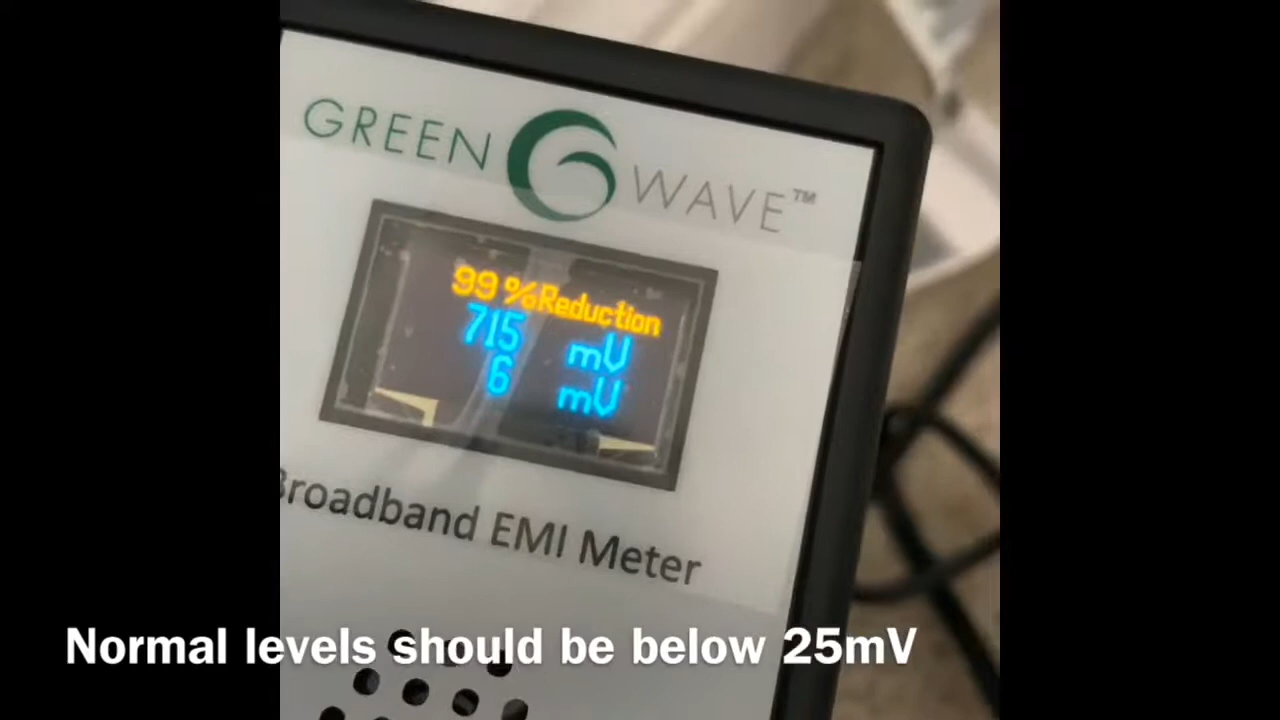 GREEN WAVE™
99 % Reduction
715 mV
6 mV
Broadband EMI Meter
Normal levels should be below 25mV